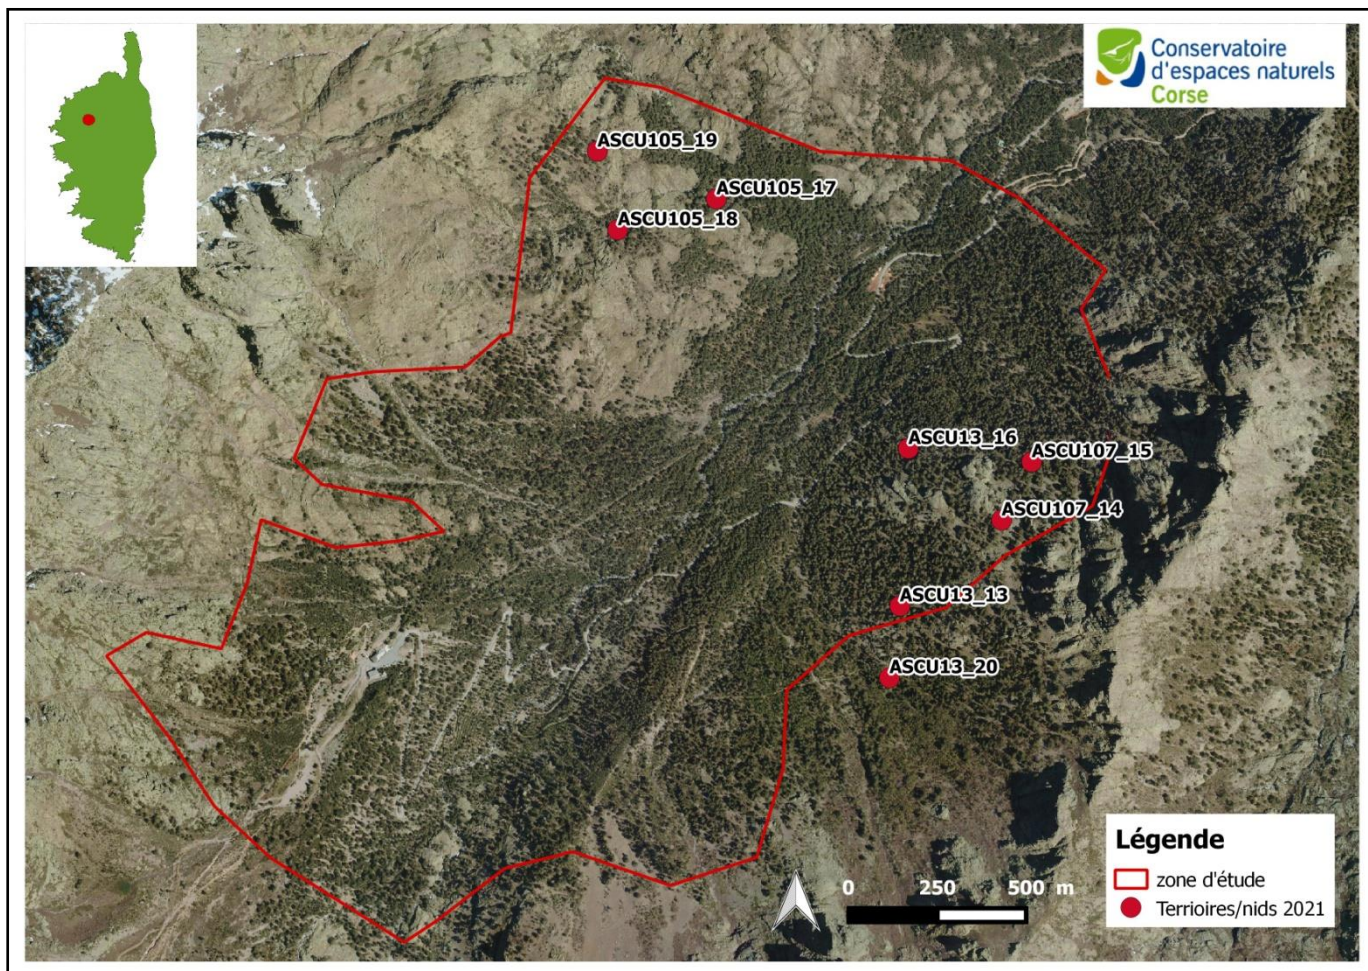 Conservatoire
d'espaces naturels
Corse
ASCU105_19
ASCU105_17
ASCU105_18
ASCU13_16
ASCU107_15
ASCU107_14
ASCU13_13
ASCU13_20
0 250 500 m
Légende
zone d'étude
Terrioires/nids 2021